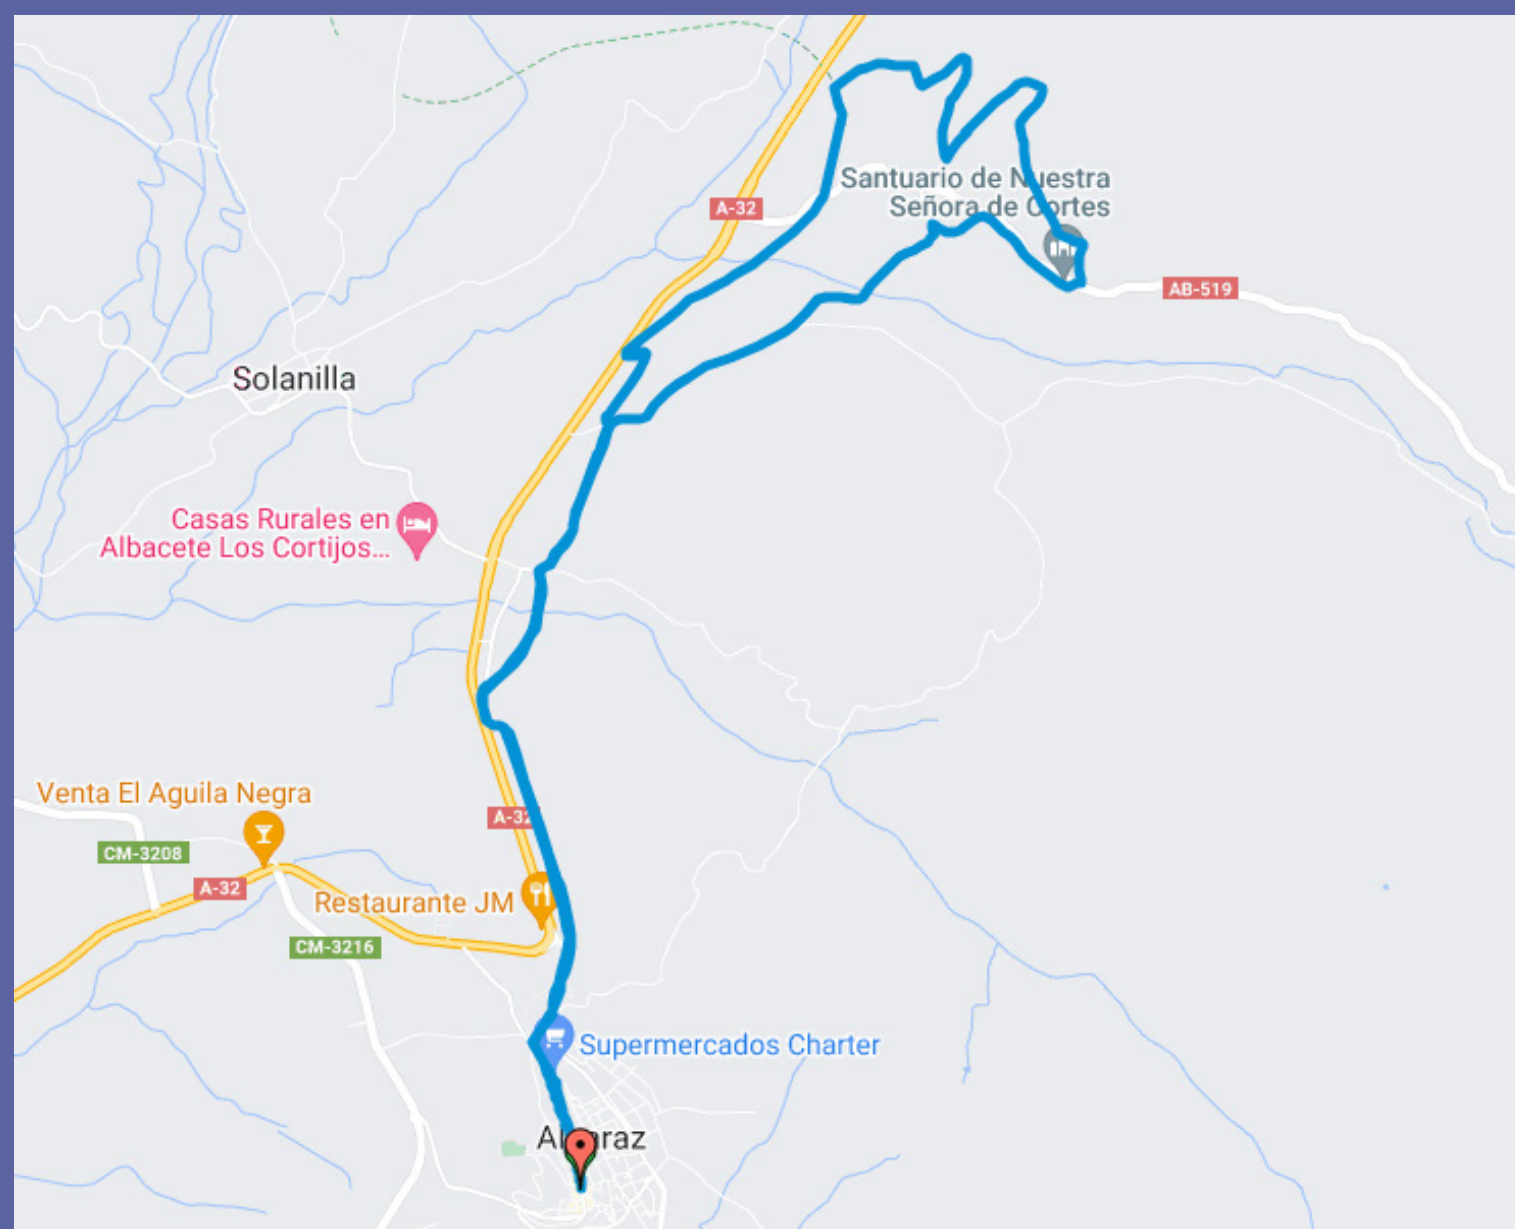 Santuario de Nuestra
Señora de Cortes
A-32
AB-519
Solanilla
Casas Rurales en
Albacete Los Cortijos...
Venta El Aguila Negra
A-32
CM-3208
A-32
Restaurante JM
CM-3216
Supermercados Charter
Alcaraz